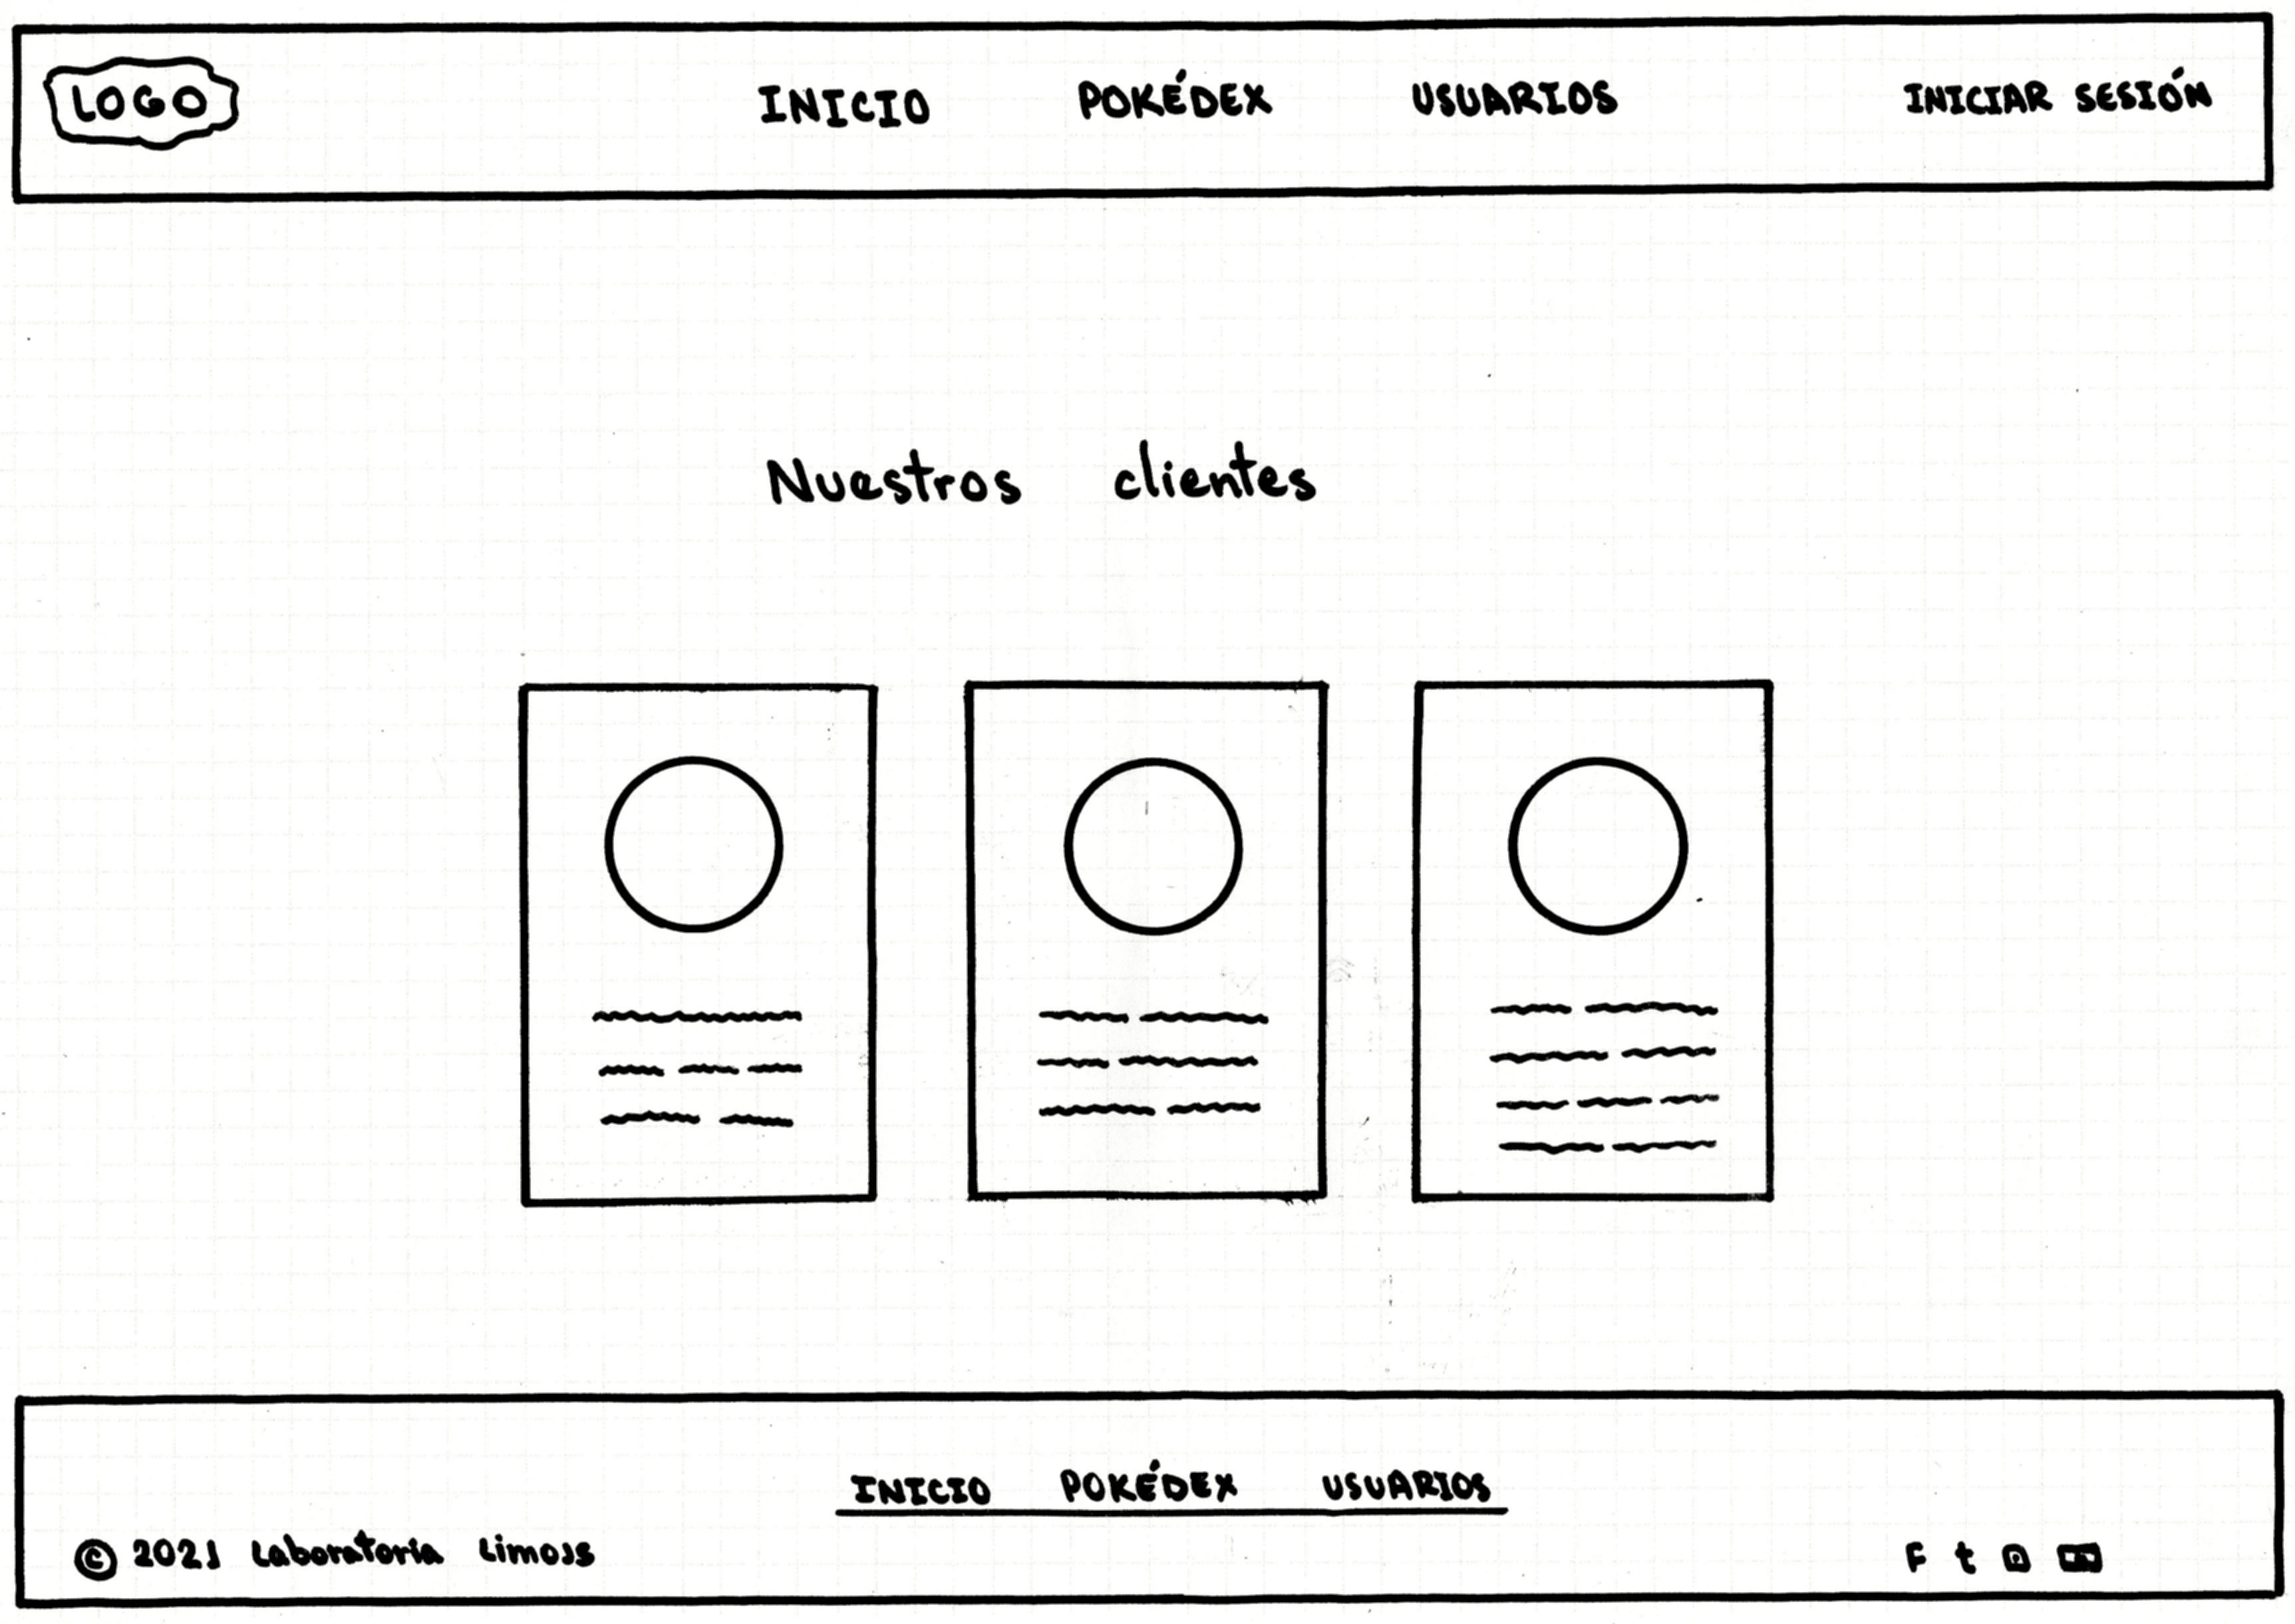 LOGO INICIO POKÉDEX USUARIOS INICIAR SESIÓN
Nuestros clientes
INICIO POKÉDEX USUARIOS
© 2021 Laboratoria Limojs
F t